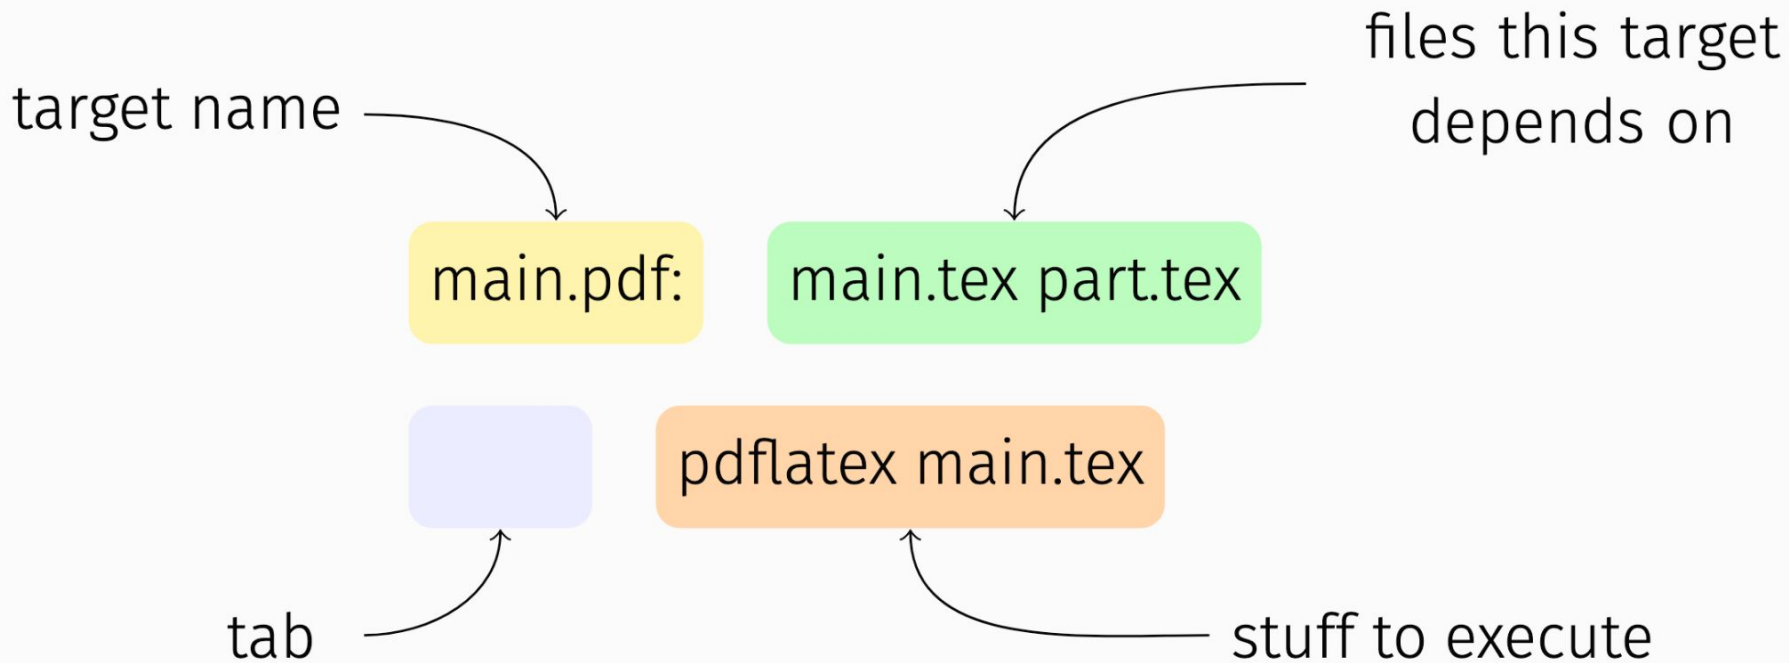 files this target
depends on
target name
main.pdf: main.tex part.tex
pdflatex main.tex
tab
stuff to execute